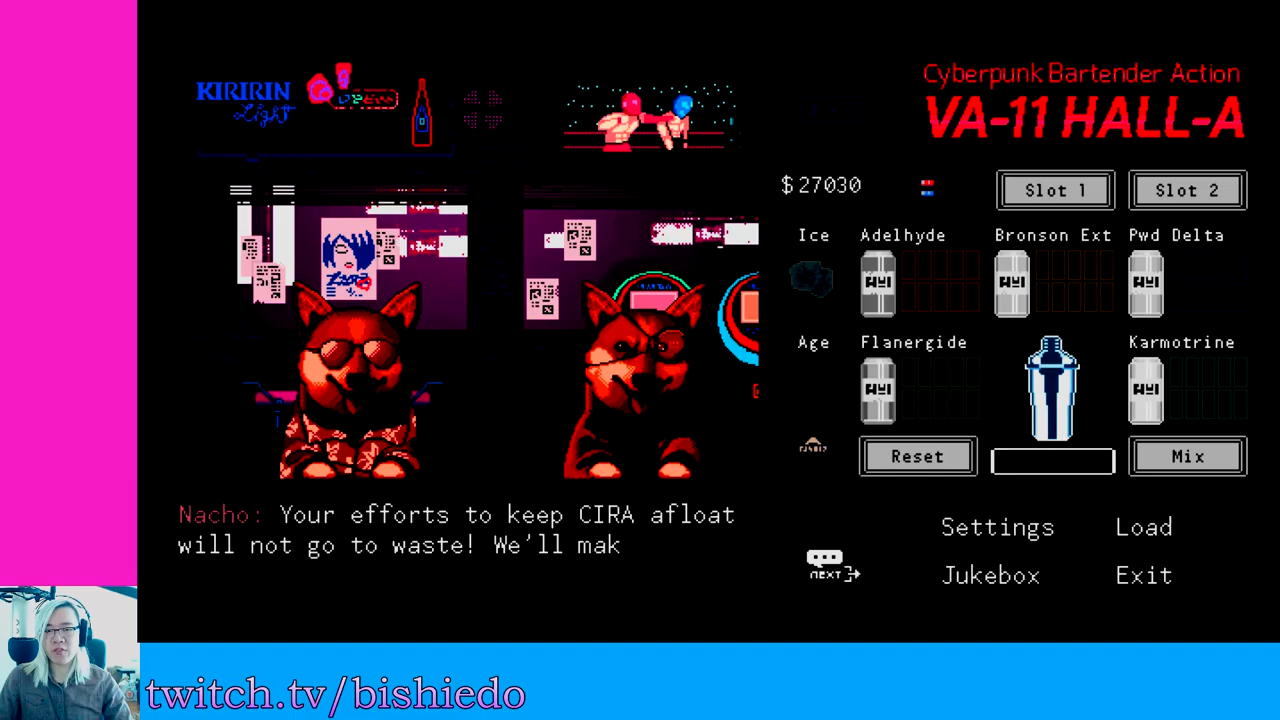 KIRIRIN
Light
OPEN
Cyberpunk Bartender Action
VA-11 HALL-A
$27030
Slot 1
Slot 2
Ice
Adelhyde
Bronson Ext
Pwd Delta
Age
Flanergide
Karmotrine
Reset
Mix
Nacho: Your efforts to keep CIRA afloat
will not go to waste! We'll mak
NEXT
Settings
Load
Jukebox
Exit
twitch.tv/bishiedo